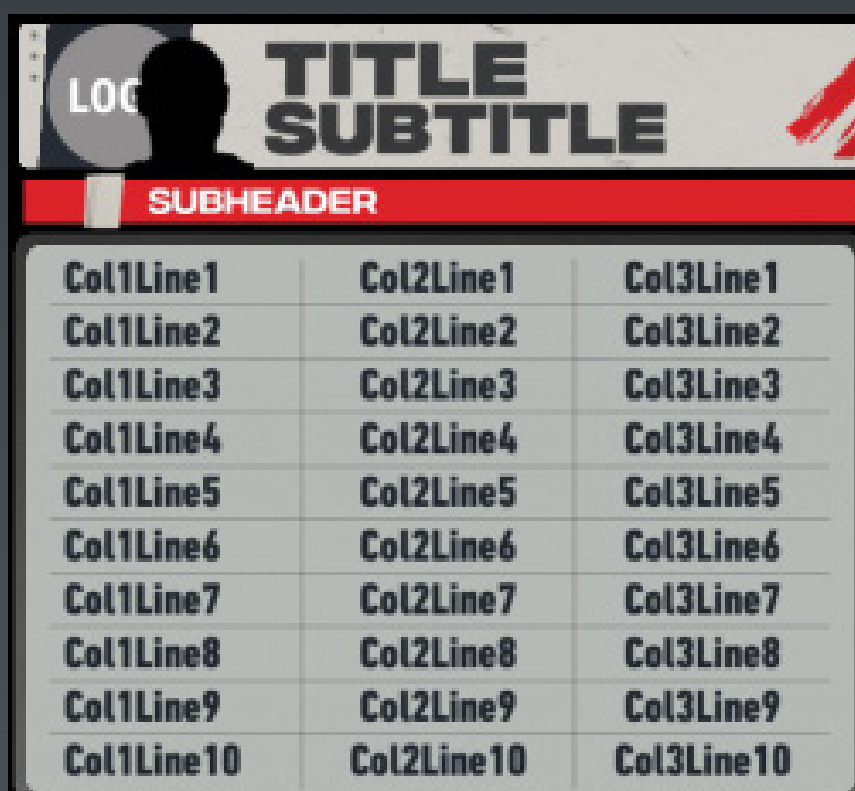 LOG
TITLE
SUBTITLE
SUBHEADER
Col1Line1 Col2Line1 Col3Line1
Col1Line2 Col2Line2 Col3Line2
Col1Line3 Col2Line3 Col3Line3
Col1Line4 Col2Line4 Col3Line4
Col1Line5 Col2Line5 Col3Line5
Col1Line6 Col2Line6 Col3Line6
Col1Line7 Col2Line7 Col3Line7
Col1Line8 Col2Line8 Col3Line8
Col1Line9 Col2Line9 Col3Line9
Col1Line10 Col2Line10 Col3Line10